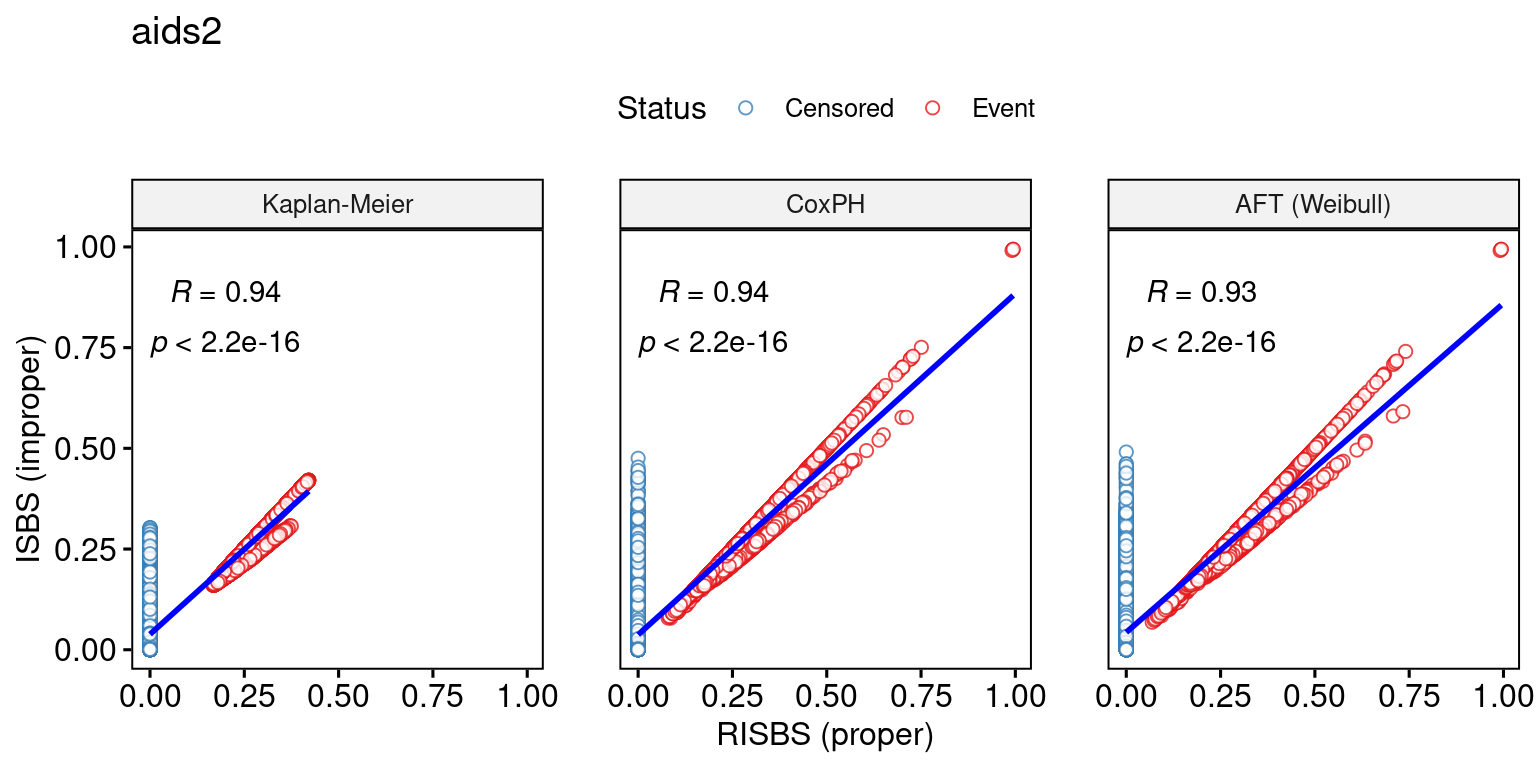 aids2
Status Censored Event
Kaplan-Meier CoxPH AFT (Weibull)
1.00
R = 0.94 R = 0.94 R = 0.93
p < 2.2e-16 p < 2.2e-16 p < 2.2e-16
0.75
0.50
0.25
0.00
ISBS (improper)
0.00 0.25 0.50 0.75 1.00 0.00 0.25 0.50 0.75 1.00 0.00 0.25 0.50 0.75 1.00
RISBS (proper)